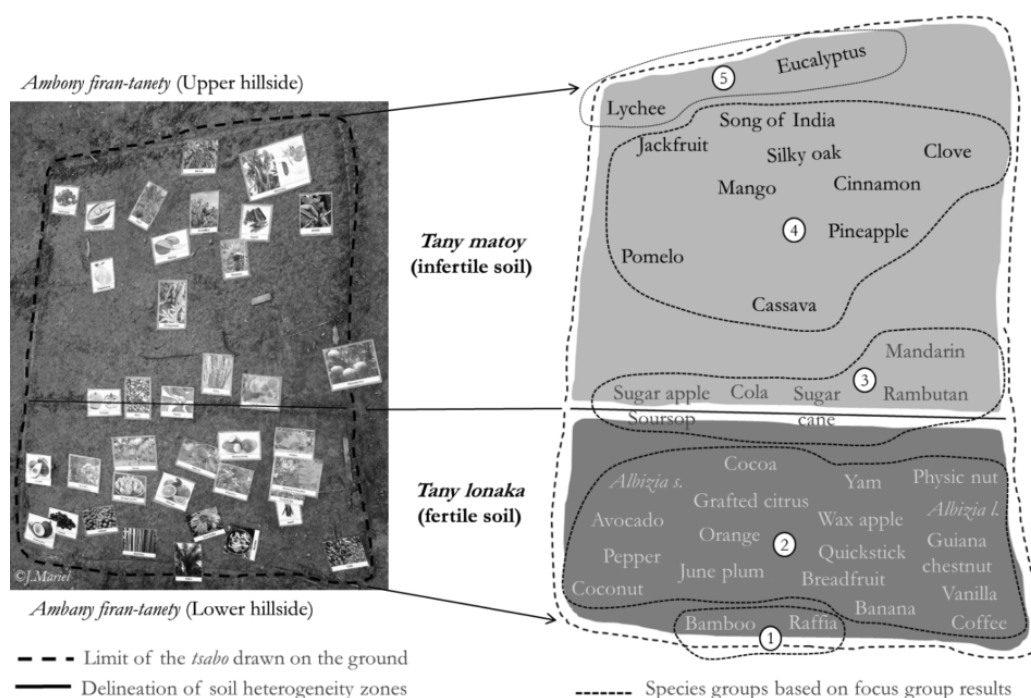 Ambony firan-tanety (Upper hillside)
Tany matoy
(infertile soil)
Tany lonaka
(fertile soil)
©J.Mariel
Ambany firan-tanety (Lower hillside)
Limit of the tsabo drawn on the ground
Delineation of soil heterogeneity zones
Eucalyptus
5
Lychee
Song of India
Jackfruit
Silky oak
Clove
Mango
Cinnamon
4
Pineapple
Pomelo
Cassava
Mandarin
3
Sugar apple
Cola
Sugar
cane
Rambutan
Soursop
Cocoa
Albizia s.
Yam
Physic nut
Grafted citrus
Albizia l.
Avocado
Wax apple
Orange
2
Guiana
chestnut
Pepper
Quickstick
June plum
Breadfruit
Coconut
Vanilla
Banana
Bamboo
Raffia
Coffee
1
Species groups based on focus group results